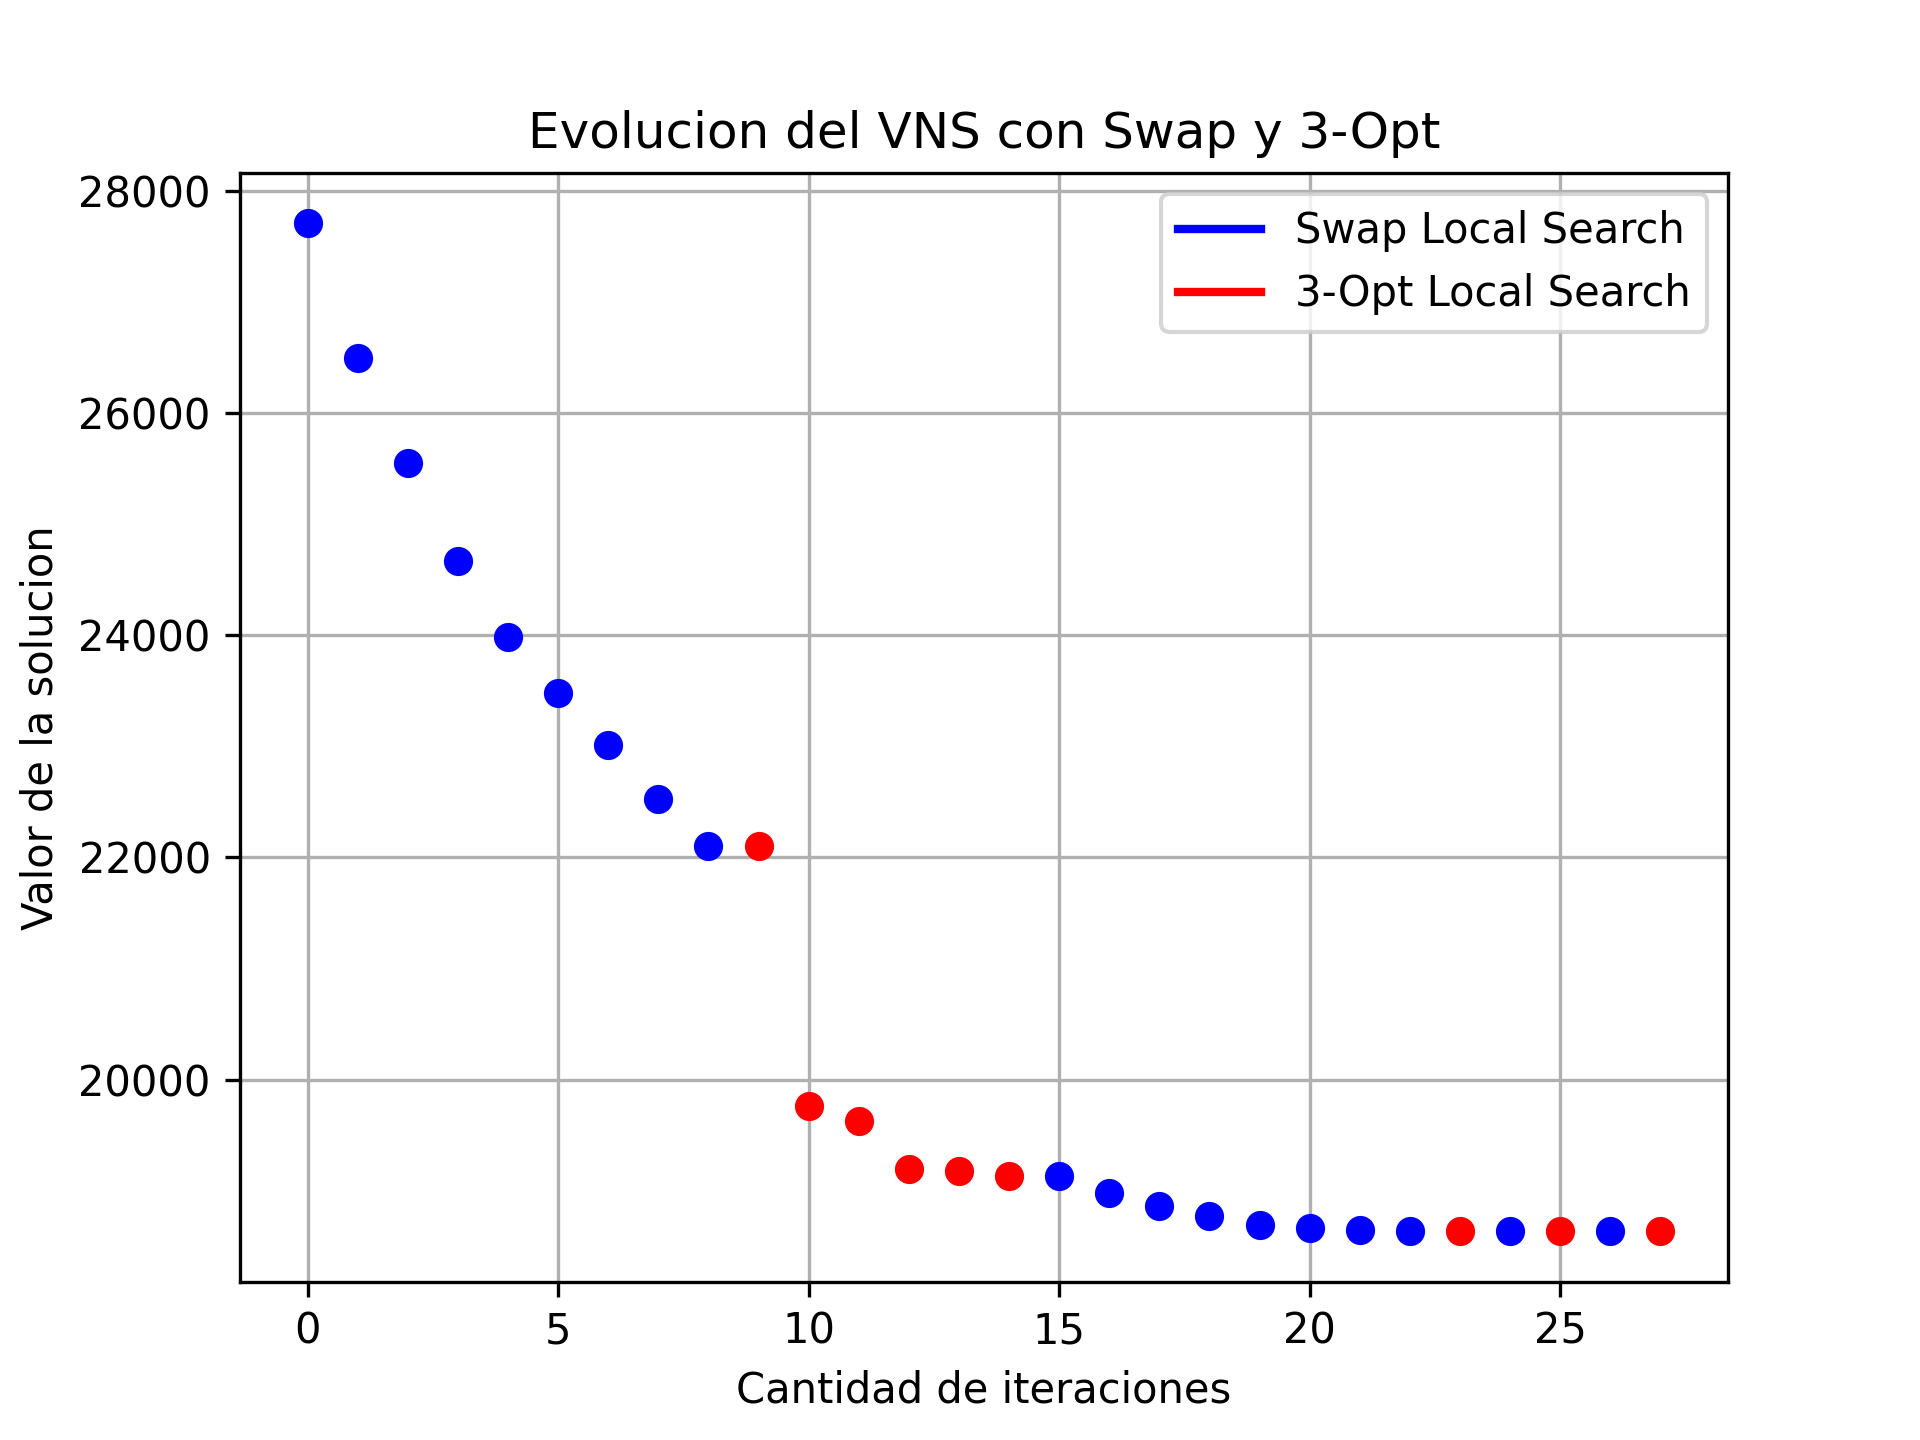 Evolucion del VNS con Swap y 3-Opt
28000
26000
24000
22000
20000
Valor de la solucion
Swap Local Search
3-Opt Local Search
0 5 10 15 20 25
Cantidad de iteraciones